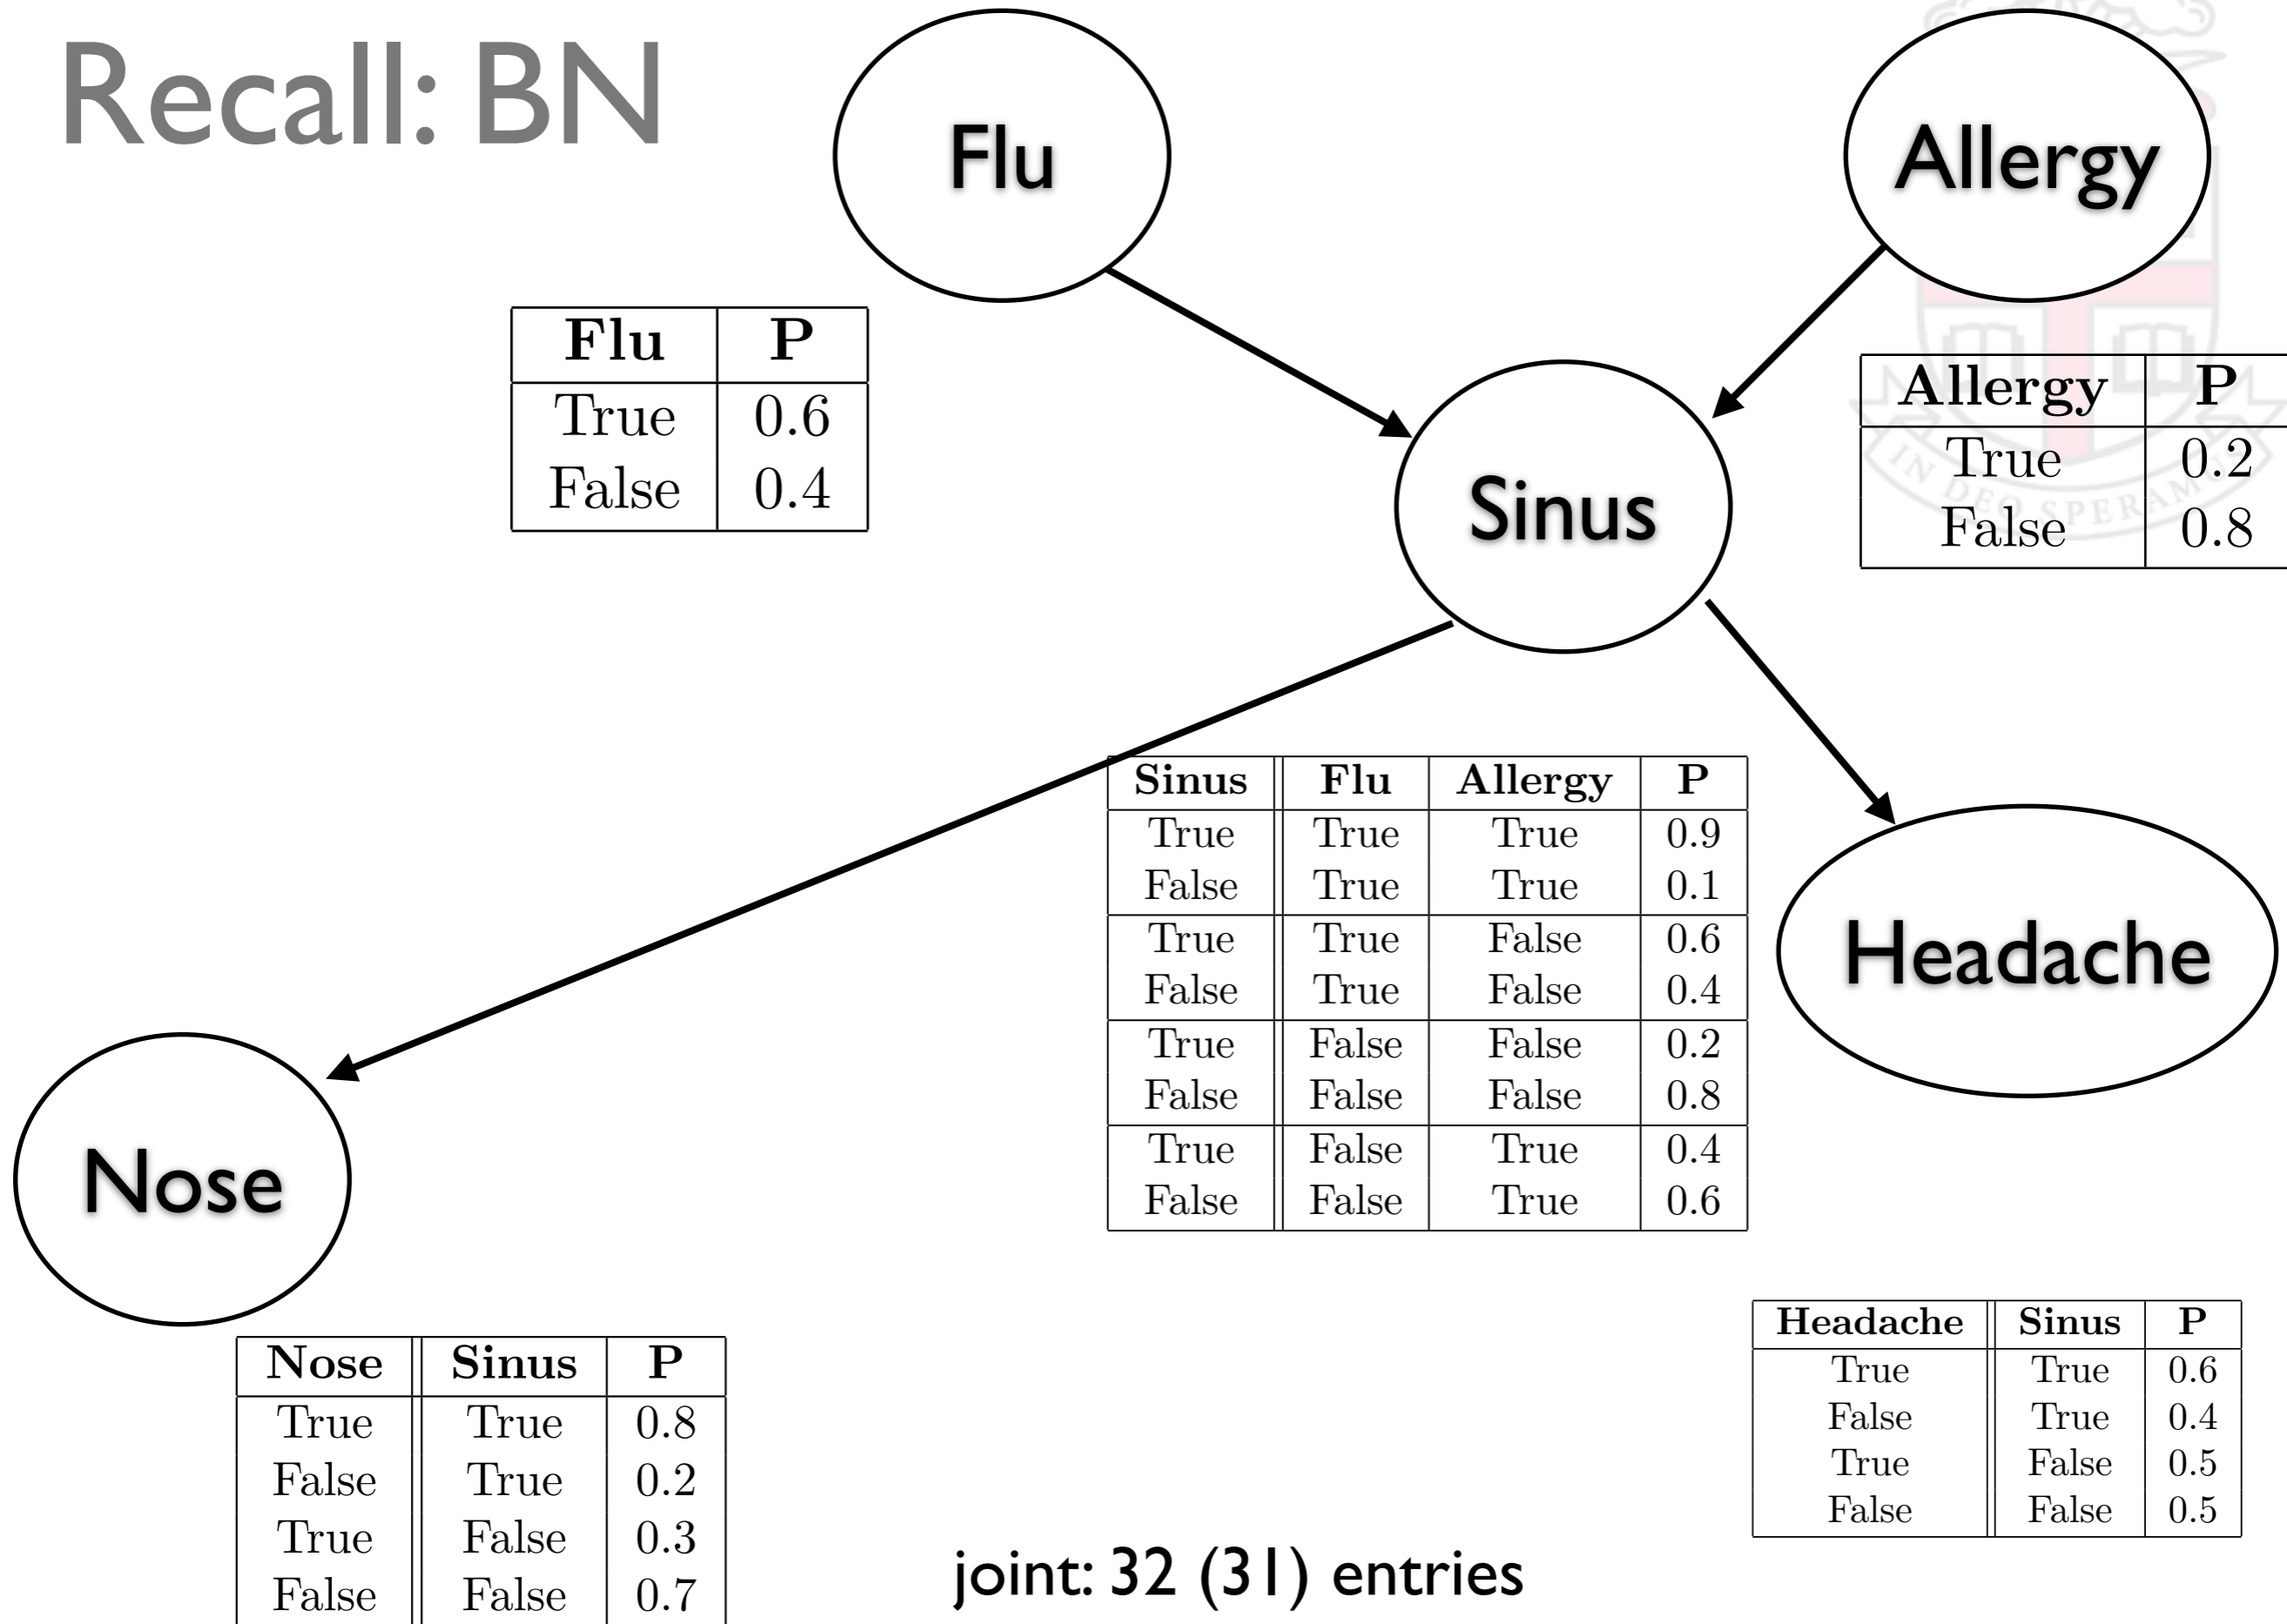 Recall: BN
Flu
Allergy
Flu P
True 0.6
False 0.4
Sinus
Allergy P
True 0.2
False 0.8
IN DEO SPERAMUS
Sinus Flu Allergy P
True True True 0.9
False True True 0.1
True True False 0.6
False True False 0.4
True False False 0.2
False False False 0.8
True False True 0.4
False False True 0.6
Headache
Nose
Headache Sinus P
True True 0.6
False True 0.4
True False 0.5
False False 0.5
Nose Sinus P
True True 0.8
False True 0.2
True False 0.3
False False 0.7
joint: 32 (31) entries